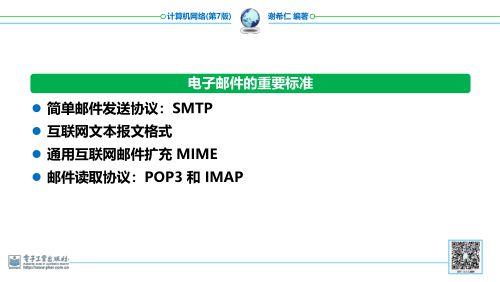 计算机网络(第7版) 谢希仁 编著
电子邮件的重要标准
简单邮件发送协议：SMTP
互联网文本报文格式
通用互联网邮件扩充 MIME
邮件读取协议：POP3 和 IMAP
电子工业出版社
http://www.phei.com.cn